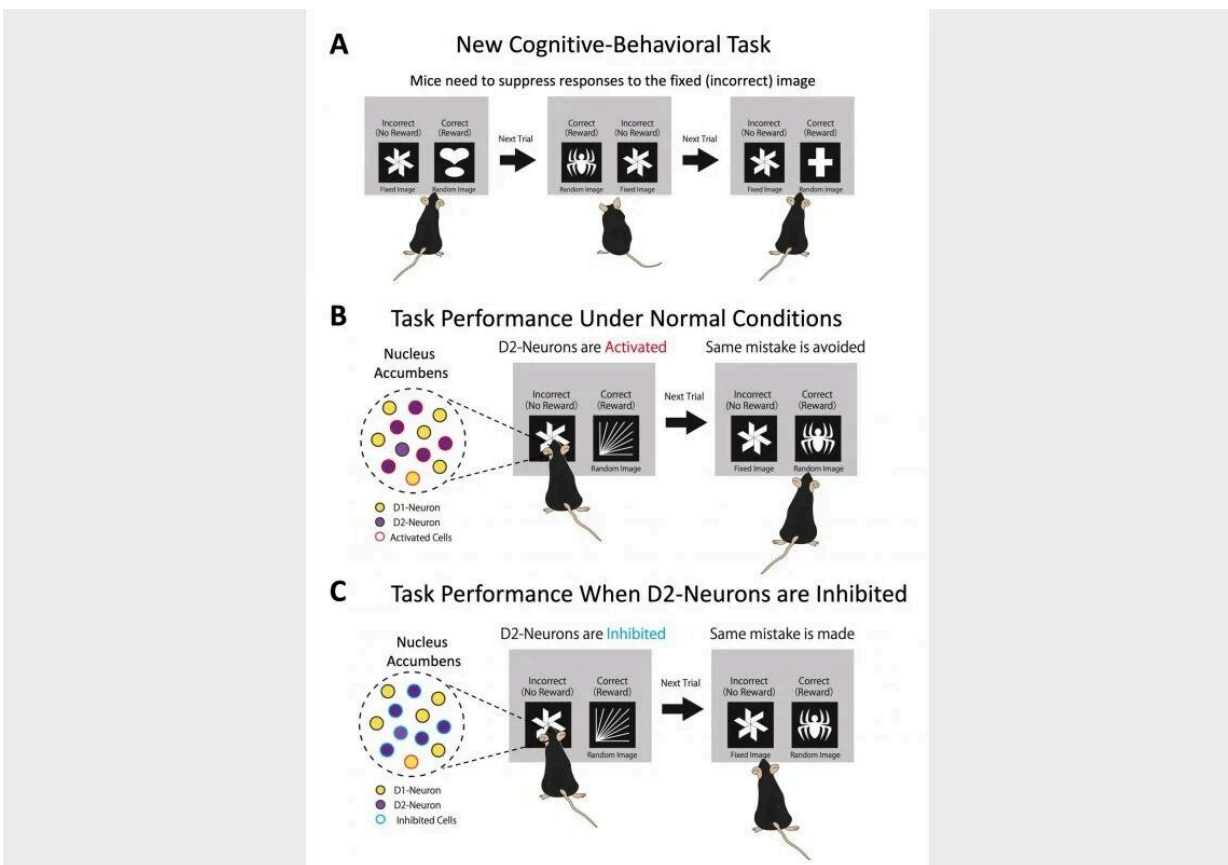 A
New Cognitive-Behavioral Task
Mice need to suppress responses to the fixed (incorrect) image
Incorrect
(No Reward)
Correct
(Reward)
Fixed Image
Random Image
Next Trial
Correct
(Reward)
Incorrect
(No Reward)
Random Image
Fixed Image
Next Trial
Incorrect
(No Reward)
Correct
(Reward)
Fixed Image
Random Image
B
Task Performance Under Normal Conditions
Nucleus
Accumbens
D1-Neuron
D2-Neuron
Activated Cells
D2-Neurons are Activated
Incorrect
(No Reward)
Correct
(Reward)
Random Image
Next Trial
Same mistake is avoided
Incorrect
(No Reward)
Correct
(Reward)
Fixed Image
Random Image
C
Task Performance When D2-Neurons are Inhibited
Nucleus
Accumbens
D1-Neuron
D2-Neuron
Inhibited Cells
D2-Neurons are Inhibited
Incorrect
(No Reward)
Correct
(Reward)
Random Image
Next Trial
Same mistake is made
Incorrect
(No Reward)
Correct
(Reward)
Fixed Image
Random Image